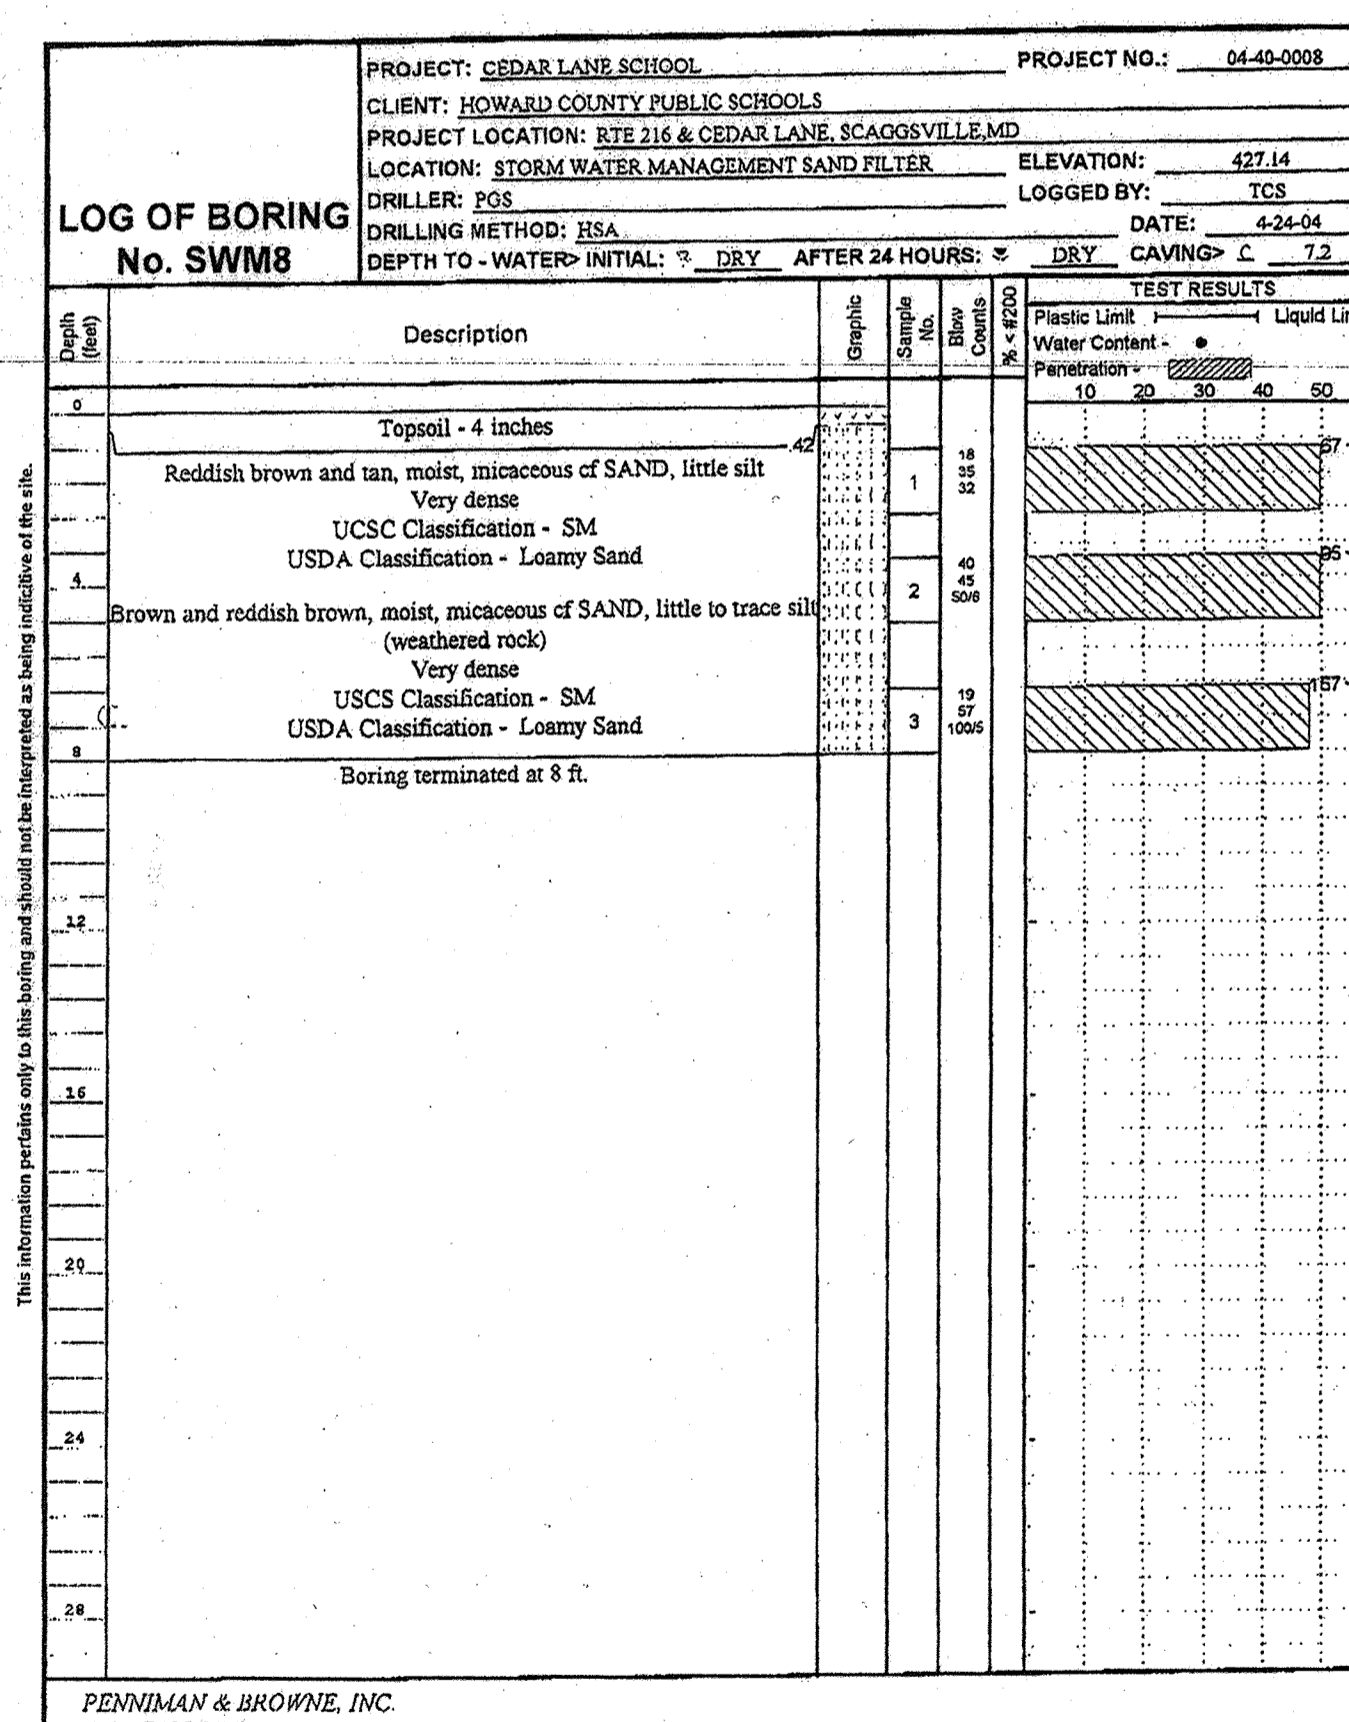 PROJECT: CEDAR LANE SCHOOL PROJECT NO.: 04-40-0008
CLIENT: HOWARD COUNTY PUBLIC SCHOOLS
PROJECT LOCATION: RTE 216 & CEDAR LANE, SCAGGSVILLE,MD
LOCATION: STORM WATER MANAGEMENT SAND FILTER ELEVATION: 427.14
DRILLER: PGS LOGGED BY: TCS
DRILLING METHOD: HSA DATE: 4-24-04
DEPTH TO - WATER> INITIAL: DRY AFTER 24 HOURS: DRY CAVING> C 7.2
LOG OF BORING
No. SWM8
Depth
(feet)
Description
Graphic
Sample
No.
Blow
Counts
% < #200
TEST RESULTS
Plastic Limit Liquid Li
Water Content -
Penetration -
10 20 30 40 50
0
Topsoil - 4 inches
.42
Reddish brown and tan, moist, micaceous cf SAND, little silt
Very dense
UCSC Classification - SM
USDA Classification - Loamy Sand
1
18
35
32
67
4
Brown and reddish brown, moist, micaceous cf SAND, little to trace silt
(weathered rock)
Very dense
USCS Classification - SM
USDA Classification - Loamy Sand
2
40
45
50/6
95
3
19
57
100/5
157
C
8
Boring terminated at 8 ft.
12
16
20
24
28
This information pertains only to this boring and should not be interpreted as being indicitive of the site.
PENNIMAN & BROWNE, INC.